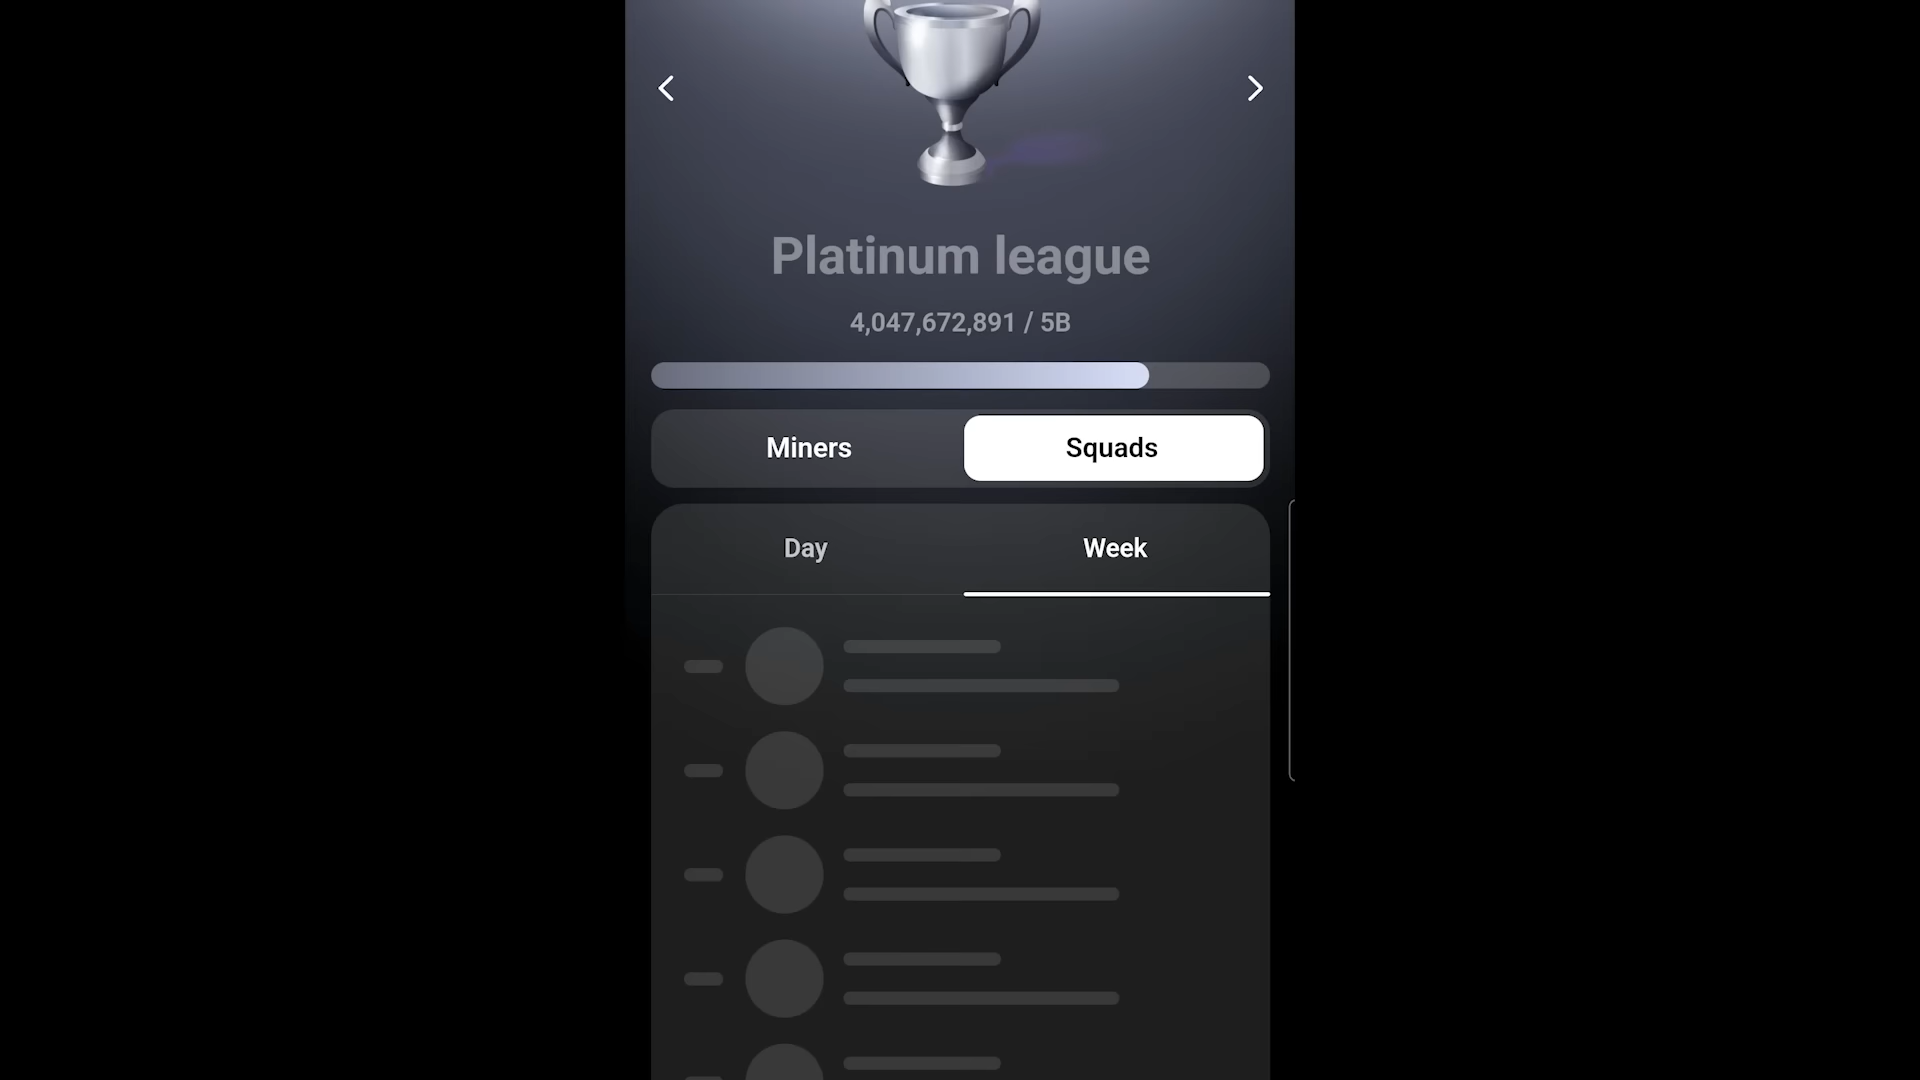 Platinum league
4,047,672,891 / 5B
Miners
Squads
Day
Week